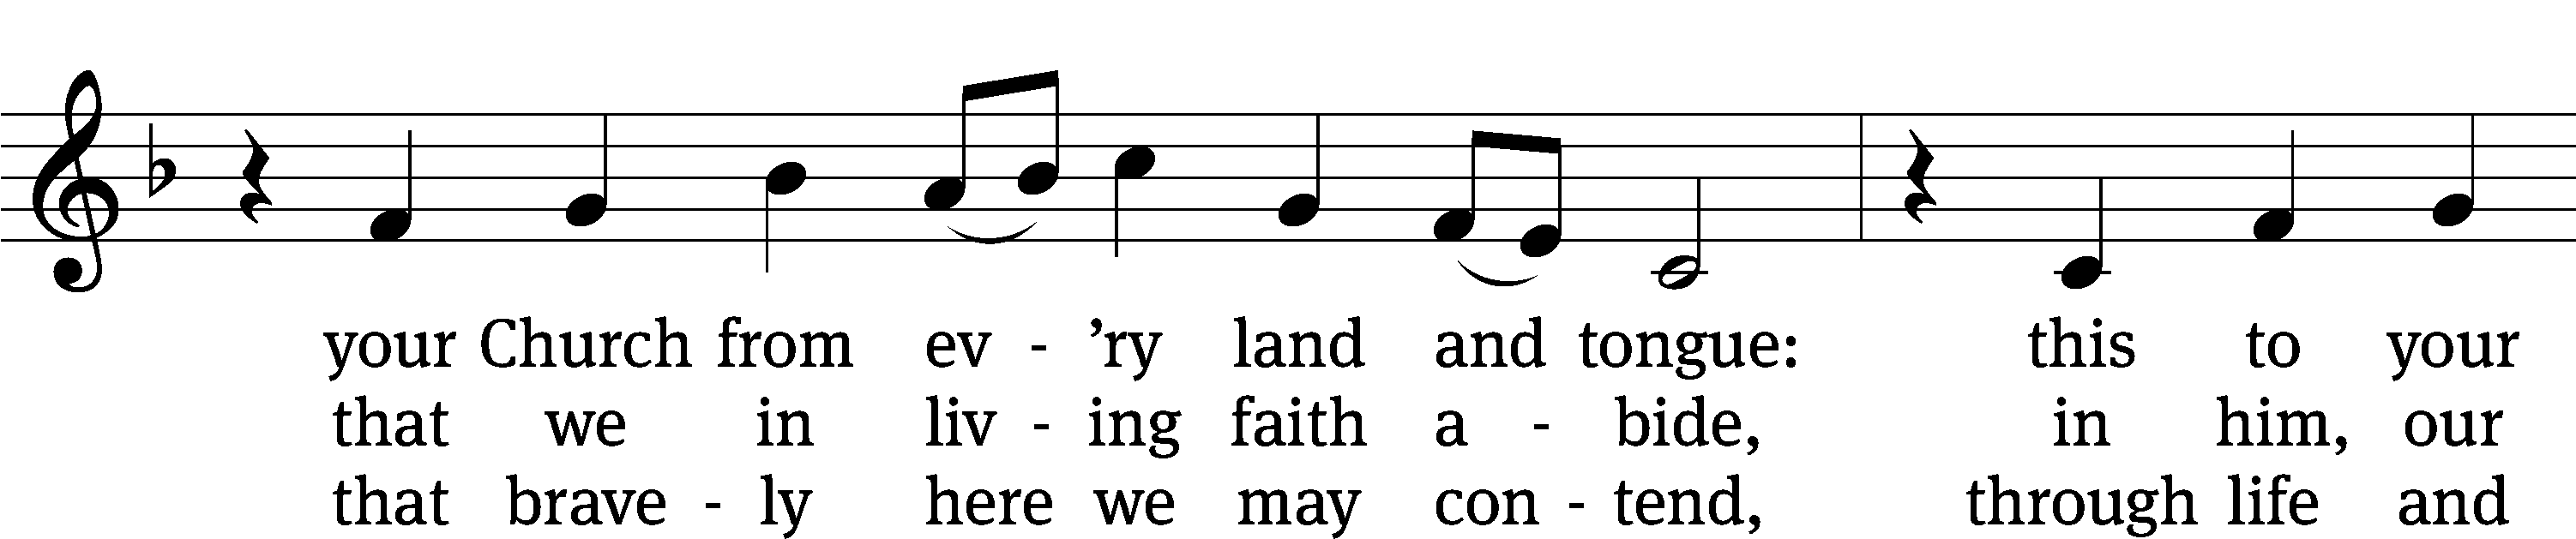 your Church from ev - ’ry land and tongue: this to your
that we in liv - ing faith a - bide, in him, our
that brave - ly here we may con - tend, through life and